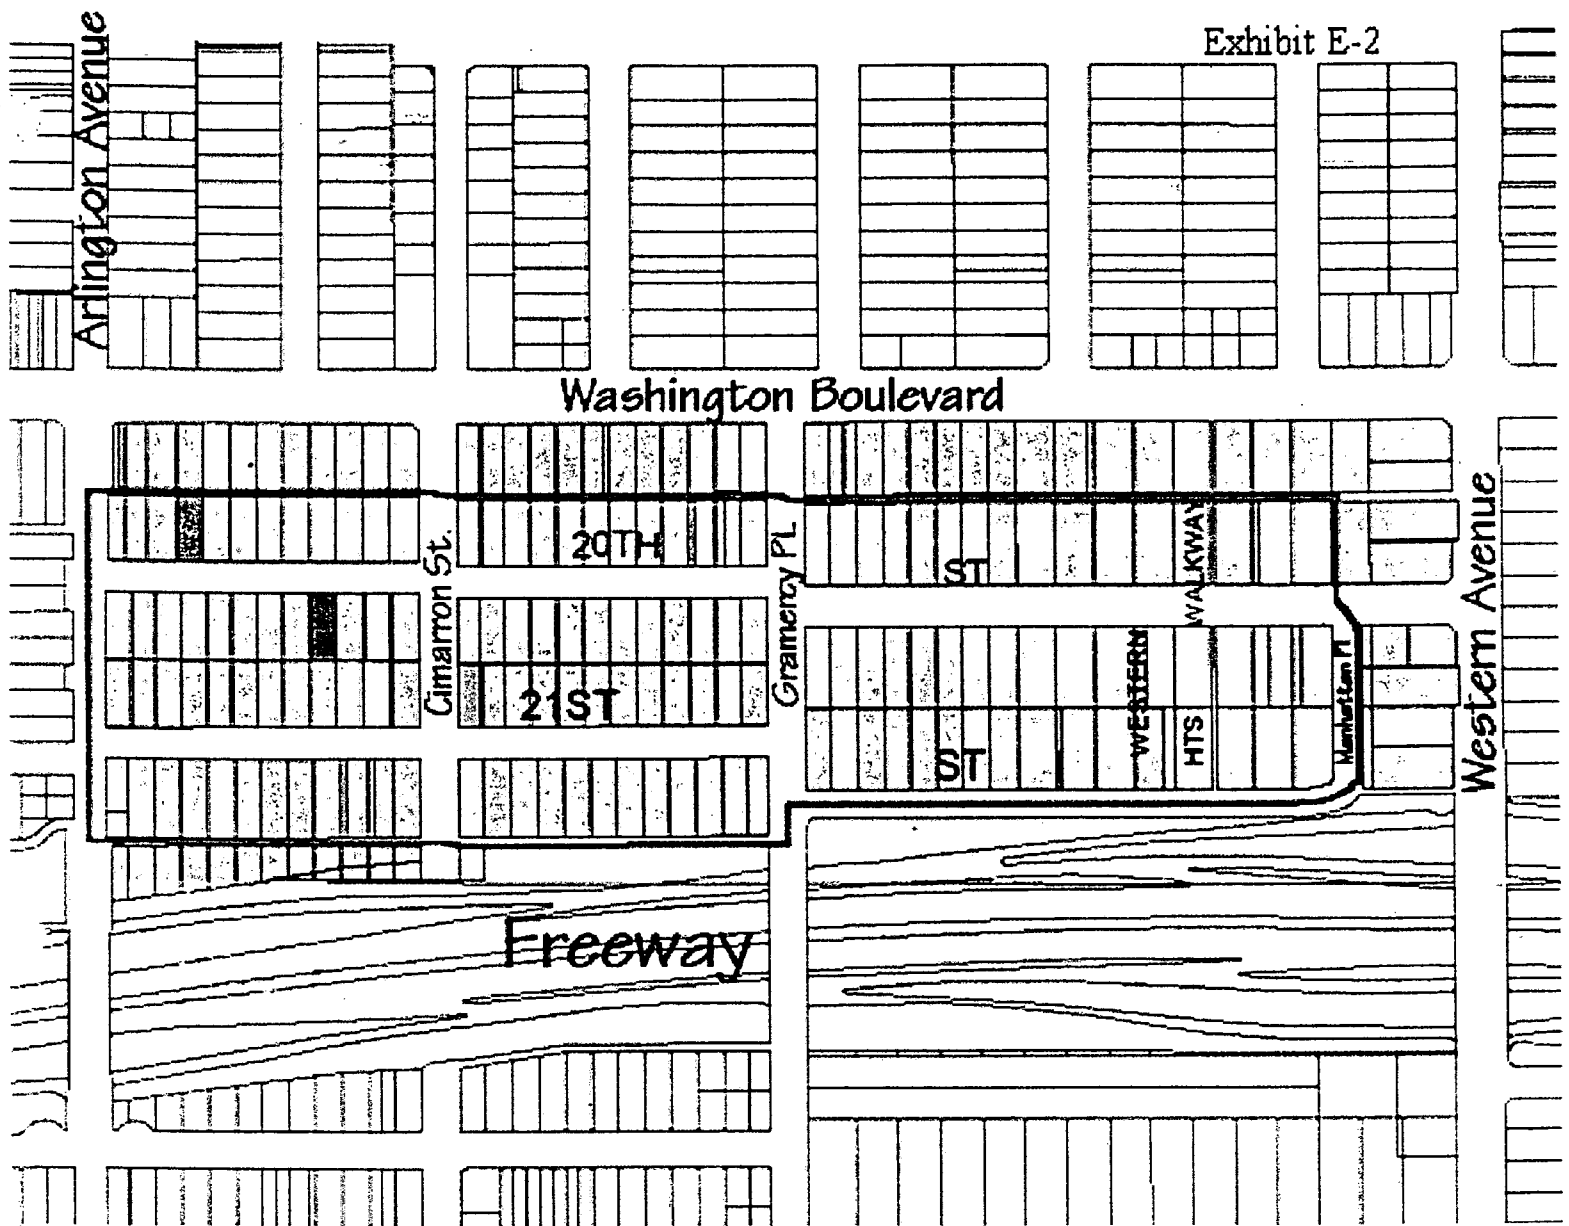 Exhibit E-2
Arlington Avenue
Washington Boulevard
Western Avenue
Cimarron St.
20TH
ST
Gramercy PL
WALKWAY
WESTERN
HTS
Manhattan Pl
21ST
ST
Freeway